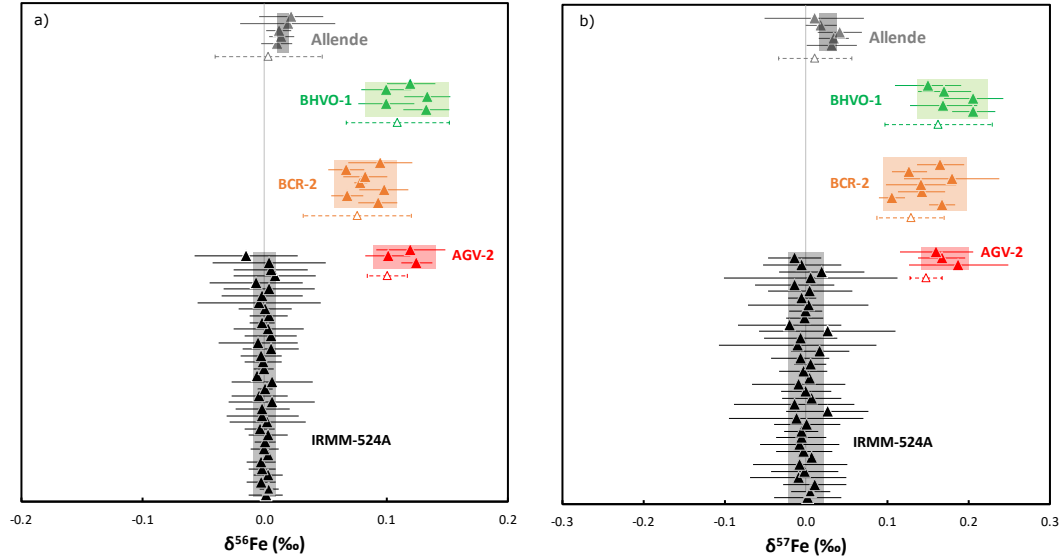 a)
Allende
BHVO-1
BCR-2
AGV-2
IRMM-524A
-0.2 -0.1 0.0 0.1 0.2
δ⁵⁶Fe (‰)
b)
Allende
BHVO-1
BCR-2
AGV-2
IRMM-524A
-0.3 -0.2 -0.1 0.0 0.1 0.2 0.3
δ⁵⁷Fe (‰)